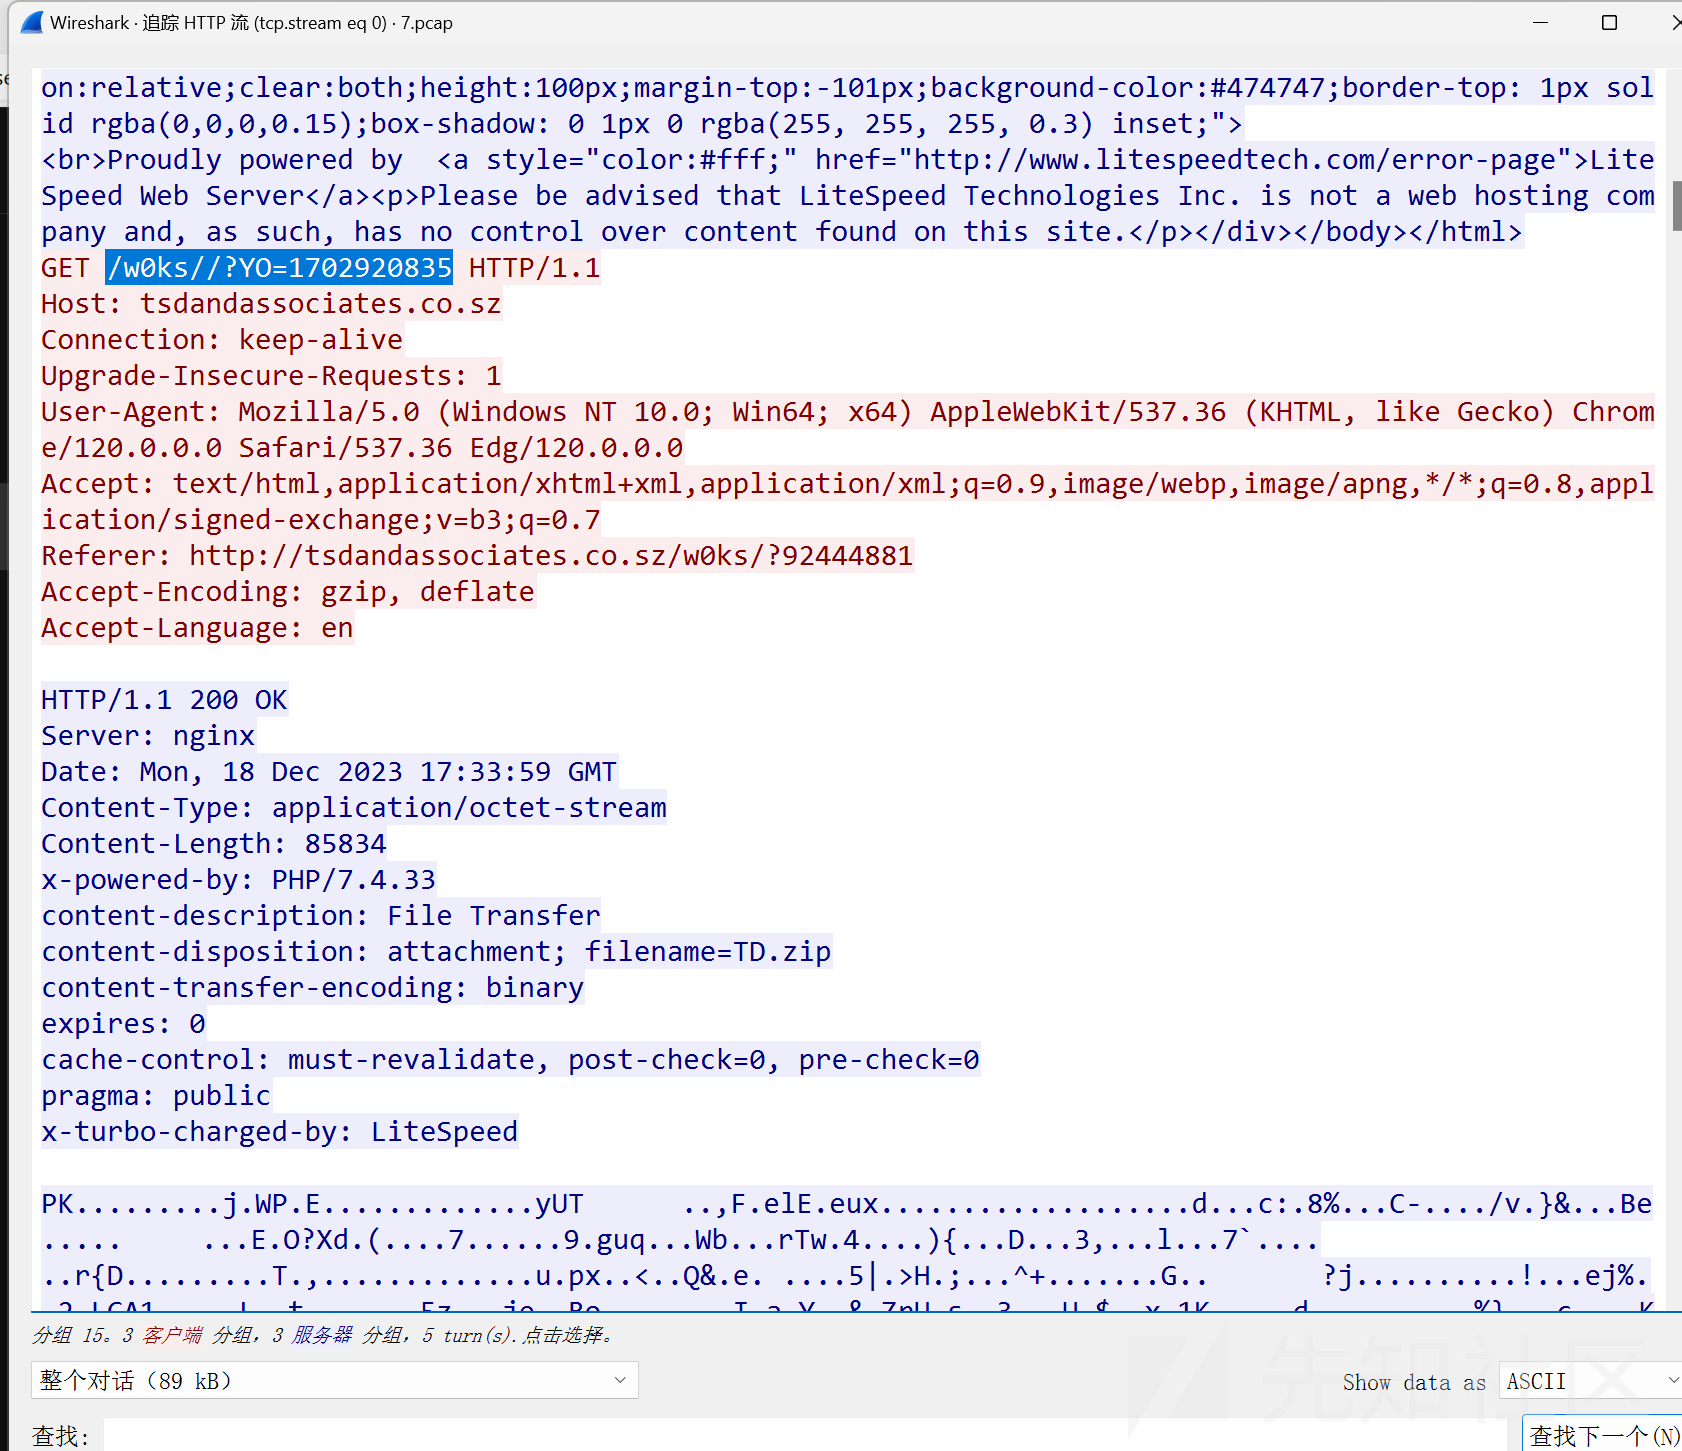 Wireshark · 追踪 HTTP 流 (tcp.stream eq 0) · 7.pcap
on:relative;clear:both;height:100px;margin-top:-101px;background-color:#474747;border-top: 1px sol
id rgba(0,0,0,0.15);box-shadow: 0 1px 0 rgba(255, 255, 255, 0.3) inset;">
<br>Proudly powered by  <a style="color:#fff;" href="http://www.litespeedtech.com/error-page">Lite
Speed Web Server</a><p>Please be advised that LiteSpeed Technologies Inc. is not a web hosting com
pany and, as such, has no control over content found on this site.</p></div></body></html>
GET /w0ks//?YO=1702920835 HTTP/1.1
Host: tsdandassociates.co.sz
Connection: keep-alive
Upgrade-Insecure-Requests: 1
User-Agent: Mozilla/5.0 (Windows NT 10.0; Win64; x64) AppleWebKit/537.36 (KHTML, like Gecko) Chrom
e/120.0.0.0 Safari/537.36 Edg/120.0.0.0
Accept: text/html,application/xhtml+xml,application/xml;q=0.9,image/webp,image/apng,*/*;q=0.8,appl
ication/signed-exchange;v=b3;q=0.7
Referer: http://tsdandassociates.co.sz/w0ks/?92444881
Accept-Encoding: gzip, deflate
Accept-Language: en
HTTP/1.1 200 OK
Server: nginx
Date: Mon, 18 Dec 2023 17:33:59 GMT
Content-Type: application/octet-stream
Content-Length: 85834
x-powered-by: PHP/7.4.33
content-description: File Transfer
content-disposition: attachment; filename=TD.zip
content-transfer-encoding: binary
expires: 0
cache-control: must-revalidate, post-check=0, pre-check=0
pragma: public
x-turbo-charged-by: LiteSpeed
PK.........j.WP.E.............yUT      ..,F.elE.eux...................d...c:.8%...C-..../v.}&...Be
.....     ...E.O?Xd.(....7......9.guq...Wb...rTw.4....){...D...3,...l...7`....
..r{D.........T.,.............u.px..<..Q&.e. ....5|.>H.;...^+.......G..       ?j..........!...ej%.
分组 15。3 客户端 分组，3 服务器 分组，5 turn(s).点击选择。
整个对话 (89 kB)
Show data as ASCII
先知社区
查找:
查找下一个(N)